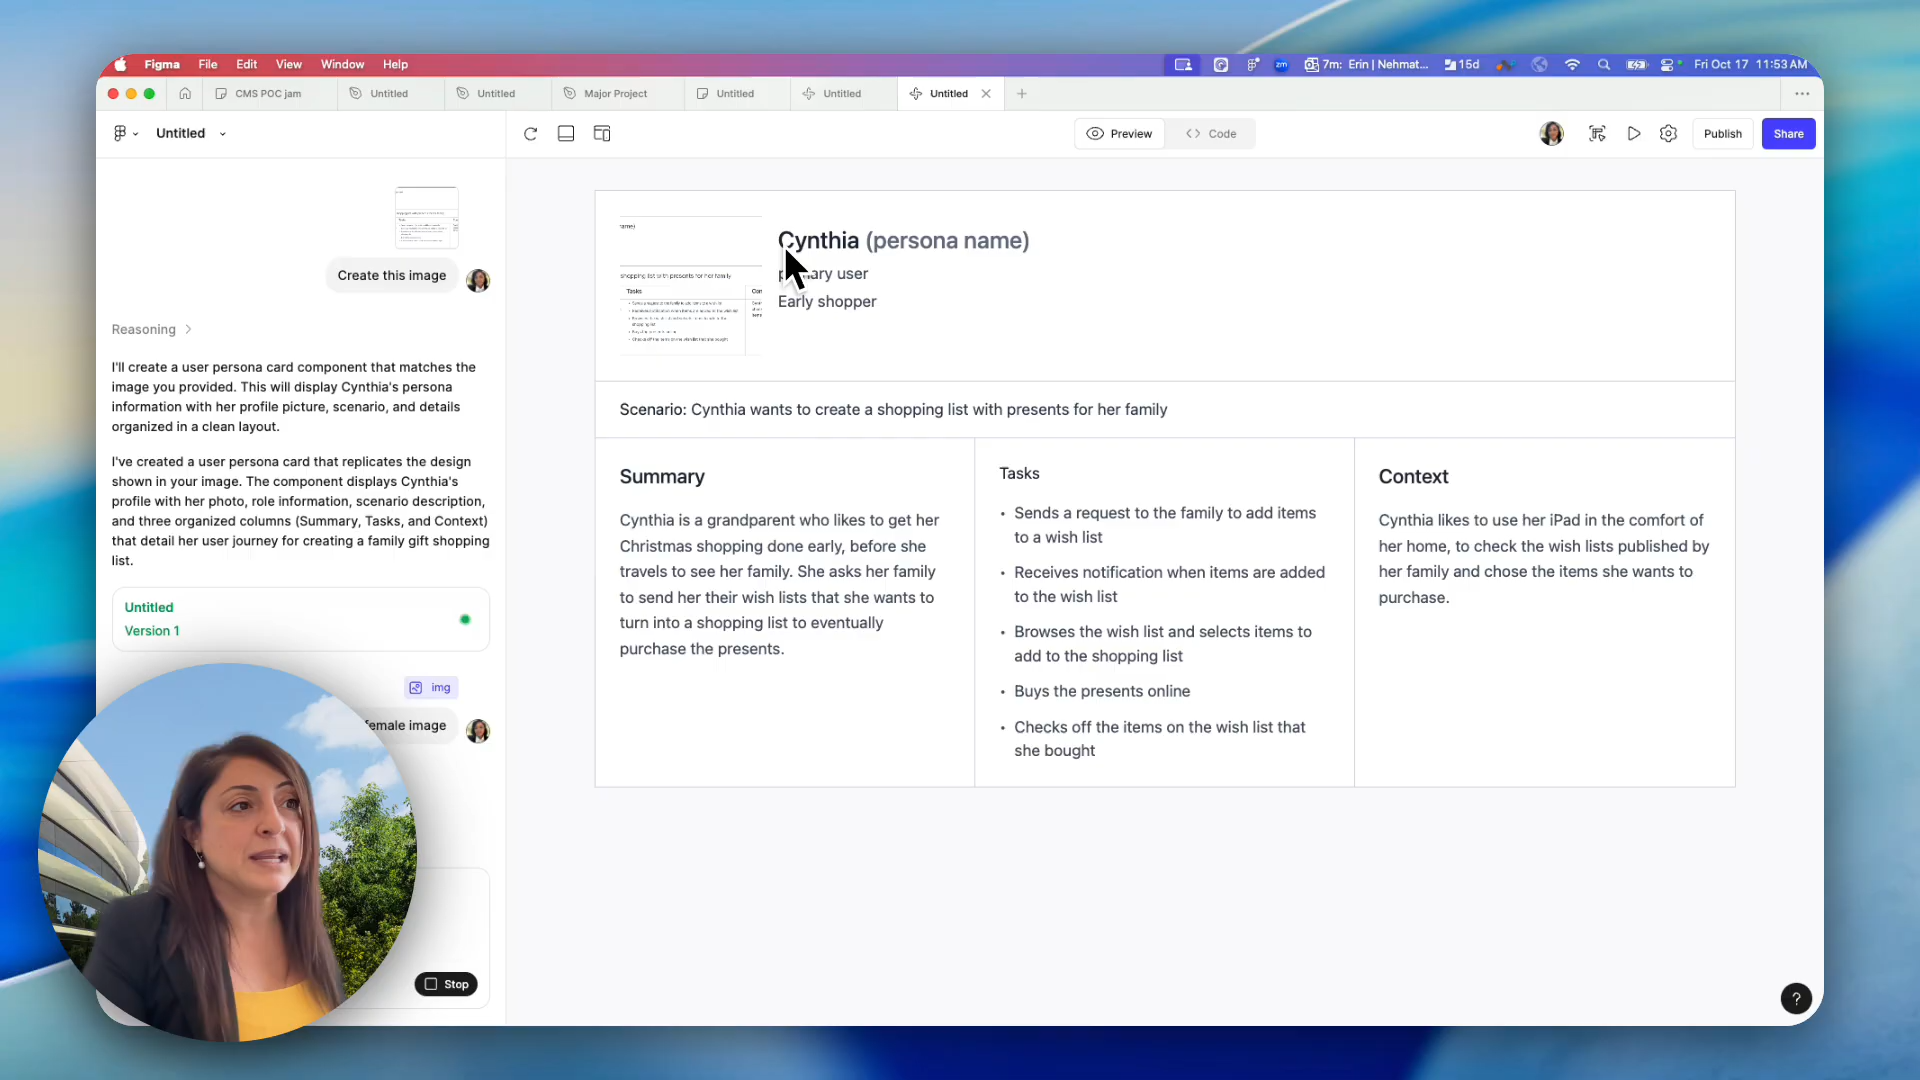 Figma File Edit View Window Help
zm
7m: Erin | Nehmat... 15d Fri Oct 17 11:53 AM
CMS POC jam Untitled Untitled Major Project Untitled Untitled Untitled
Untitled
Preview Code
Publish Share
Create this image
Reasoning
I'll create a user persona card component that matches the
image you provided. This will display Cynthia's persona
information with her profile picture, scenario, and details
organized in a clean layout.
I've created a user persona card that replicates the design
shown in your image. The component displays Cynthia's
profile with her photo, role information, scenario description,
and three organized columns (Summary, Tasks, and Context)
that detail her user journey for creating a family gift shopping
list.
Untitled
Version 1
img
female image
Stop
shopping list with presents for her family
Tasks
Cynthia (persona name)
user
Early shopper
Scenario: Cynthia wants to create a shopping list with presents for her family
Summary
Cynthia is a grandparent who likes to get her
Christmas shopping done early, before she
travels to see her family. She asks her family
to send her their wish lists that she wants to
turn into a shopping list to eventually
purchase the presents.
Tasks
• Sends a request to the family to add items
to a wish list
• Receives notification when items are added
to the wish list
• Browses the wish list and selects items to
add to the shopping list
• Buys the presents online
• Checks off the items on the wish list that
she bought
Context
Cynthia likes to use her iPad in the comfort of
her home, to check the wish lists published by
her family and chose the items she wants to
purchase.
?